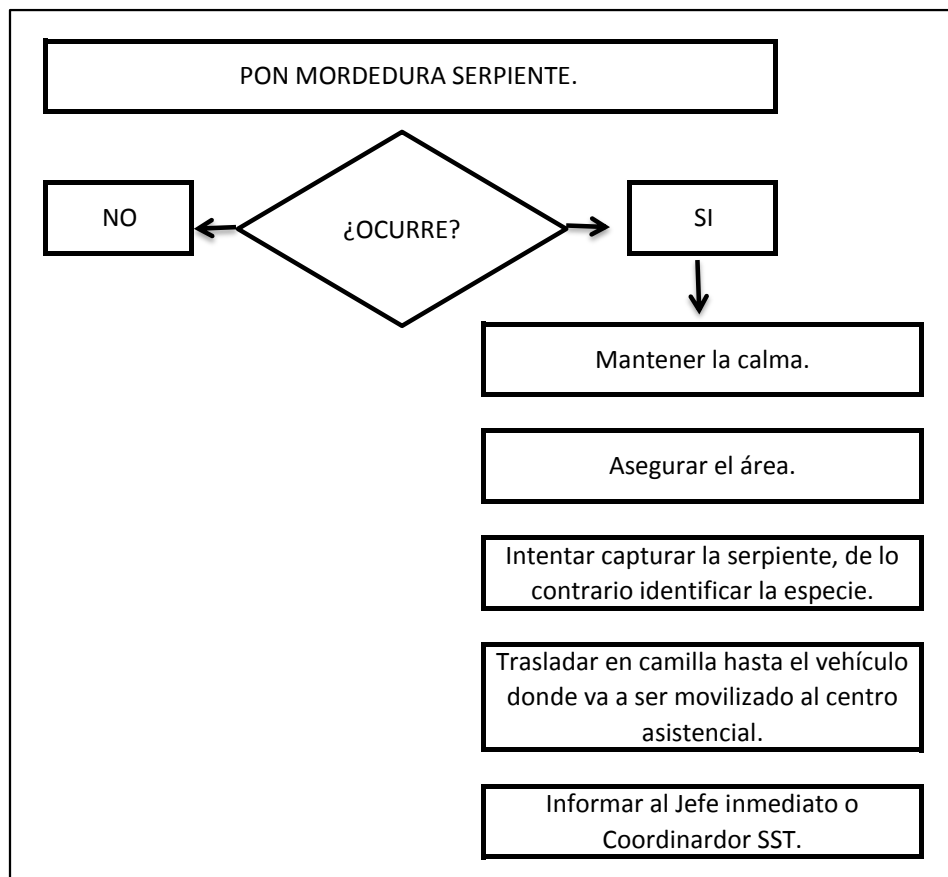 PON MORDEDURA SERPIENTE.
NO
¿OCURRE?
SI
Mantener la calma.
Asegurar el área.
Intentar capturar la serpiente, de lo
contrario identificar la especie.
Trasladar en camilla hasta el vehículo
donde va a ser movilizado al centro
asistencial.
Informar al Jefe inmediato o
Coordinardor SST.